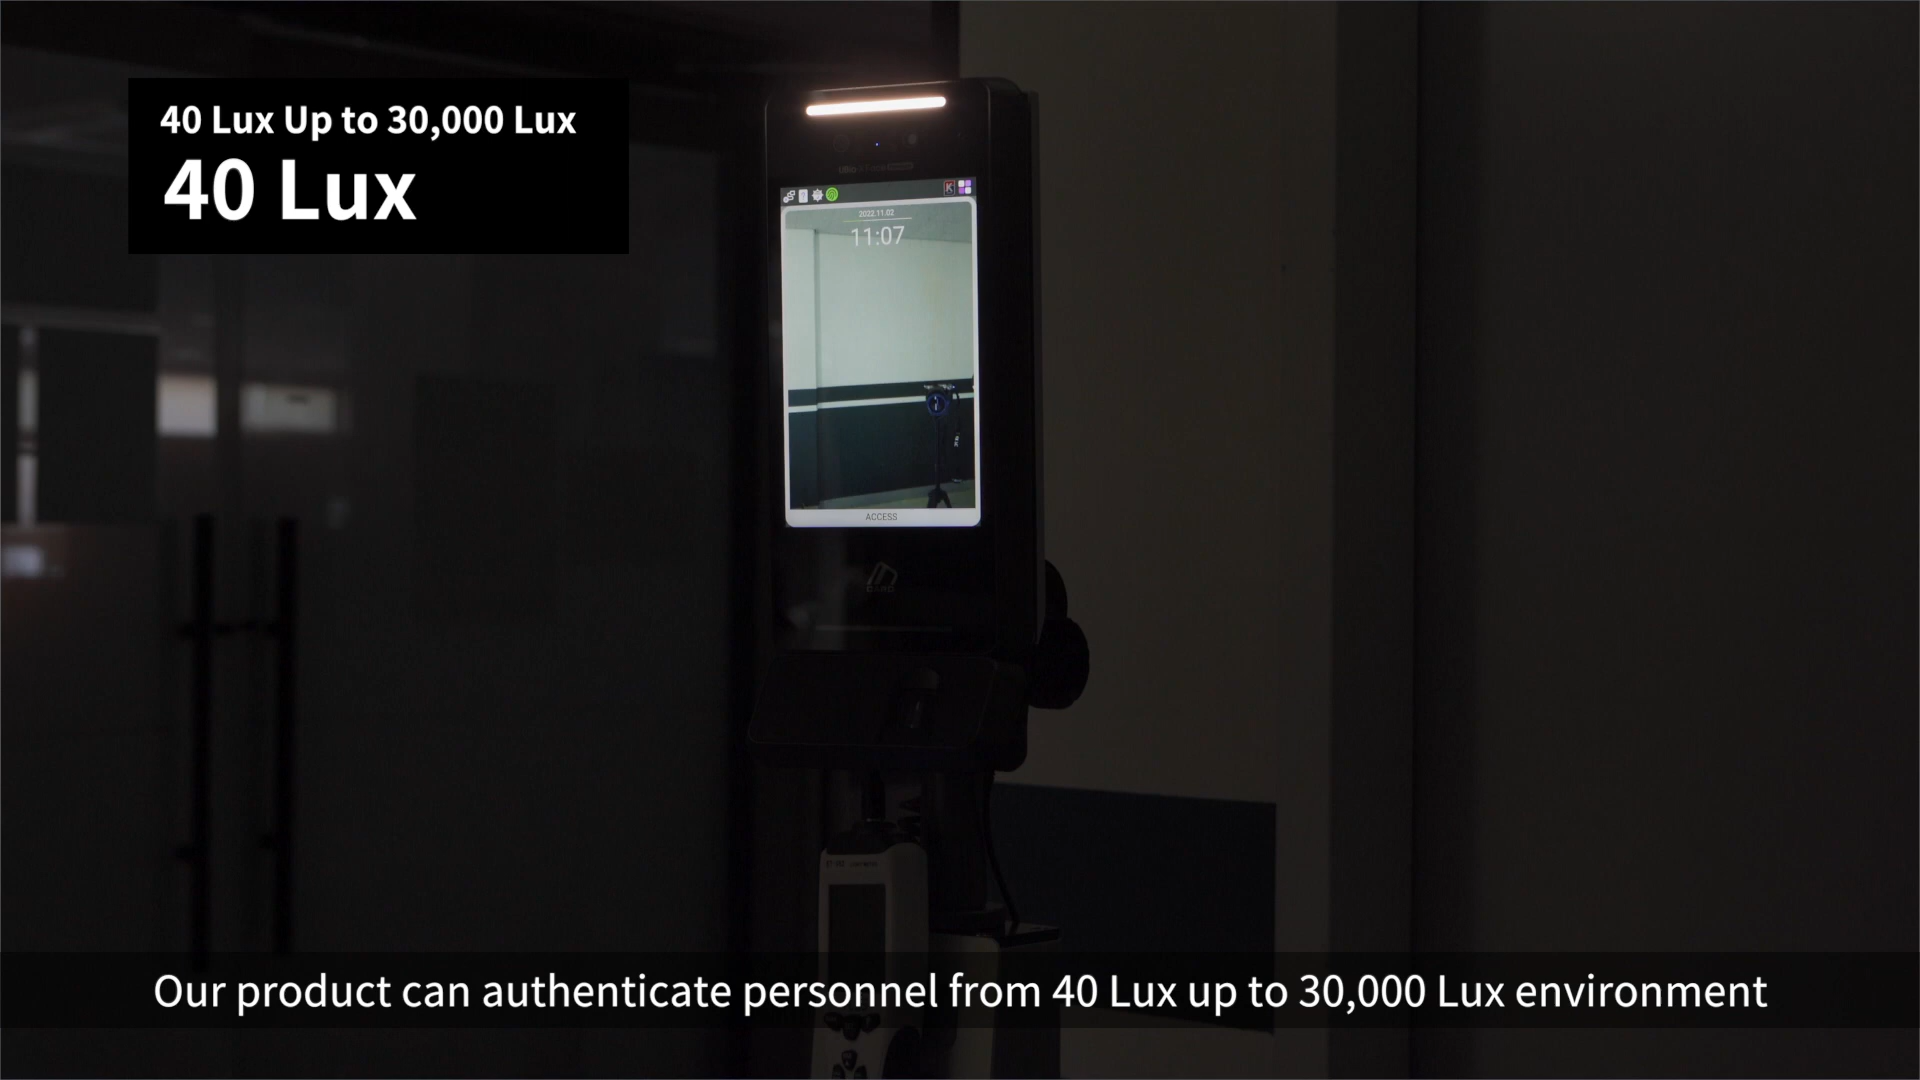 40 Lux Up to 30,000 Lux
40 Lux
2022.11.02
11:07
ACCESS
CARD
Our product can authenticate personnel from 40 Lux up to 30,000 Lux environment